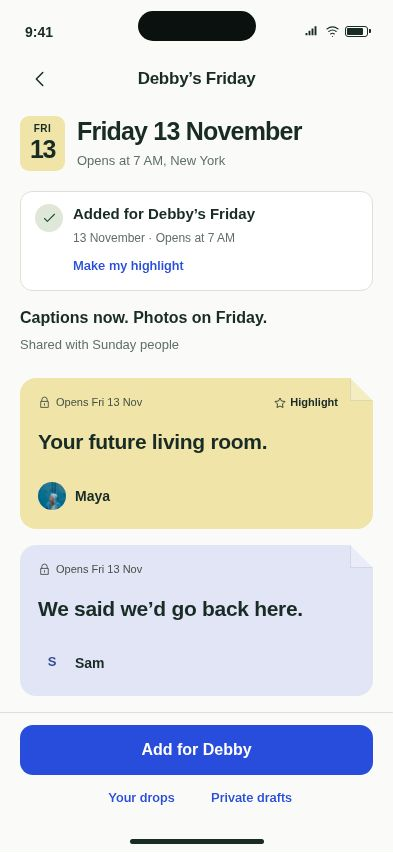 9:41
Debby’s Friday
FRI
13
Friday 13 November
Opens at 7 AM, New York
Added for Debby’s Friday
13 November · Opens at 7 AM
Make my highlight
Captions now. Photos on Friday.
Shared with Sunday people
Opens Fri 13 Nov
Highlight
Your future living room.
Maya
Opens Fri 13 Nov
We said we’d go back here.
S
Sam
Add for Debby
Your drops
Private drafts